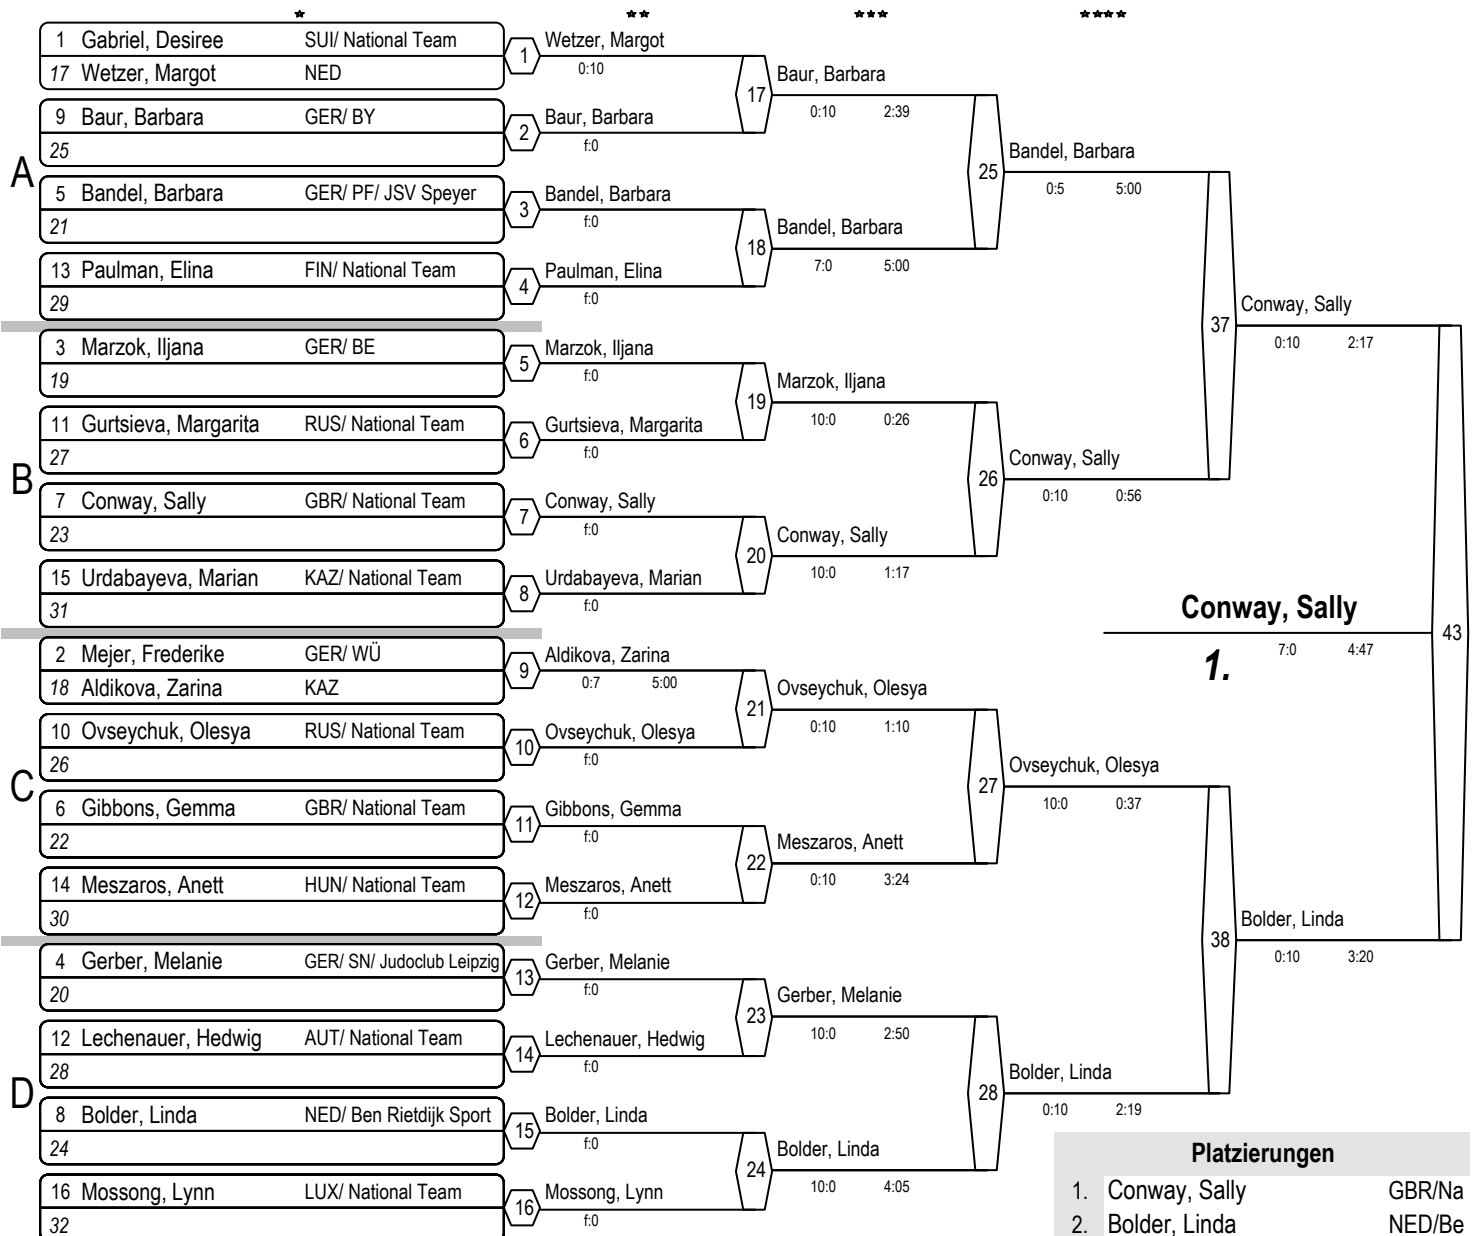 * ** *** ****
1 Gabriel, Desiree SUI/ National Team
17 Wetzer, Margot NED
1 Wetzer, Margot
0:10
9 Baur, Barbara GER/ BY
25
2 Baur, Barbara
f:0
17 Baur, Barbara
0:10 2:39
A
5 Bandel, Barbara GER/ PF/ JSV Speyer
21
3 Bandel, Barbara
f:0
13 Paulman, Elina FIN/ National Team
29
4 Paulman, Elina
f:0
18 Bandel, Barbara
7:0 5:00
25 Bandel, Barbara
0:5 5:00
3 Marzok, Iljana GER/ BE
19
5 Marzok, Iljana
f:0
11 Gurtsieva, Margarita RUS/ National Team
27
6 Gurtsieva, Margarita
f:0
19 Marzok, Iljana
10:0 0:26
B
7 Conway, Sally GBR/ National Team
23
7 Conway, Sally
f:0
15 Urdabayeva, Marian KAZ/ National Team
31
8 Urdabayeva, Marian
f:0
20 Conway, Sally
10:0 1:17
26 Conway, Sally
0:10 0:56
37 Conway, Sally
0:10 2:17
2 Mejer, Frederike GER/ WÜ
18 Aldikova, Zarina KAZ
9 Aldikova, Zarina
0:7 5:00
10 Ovseychuk, Olesya RUS/ National Team
26
10 Ovseychuk, Olesya
f:0
21 Ovseychuk, Olesya
0:10 1:10
C
6 Gibbons, Gemma GBR/ National Team
22
11 Gibbons, Gemma
f:0
14 Meszaros, Anett HUN/ National Team
30
12 Meszaros, Anett
f:0
22 Meszaros, Anett
0:10 3:24
27 Ovseychuk, Olesya
10:0 0:37
4 Gerber, Melanie GER/ SN/ Judoclub Leipzig
20
13 Gerber, Melanie
f:0
12 Lechenauer, Hedwig AUT/ National Team
28
14 Lechenauer, Hedwig
f:0
23 Gerber, Melanie
10:0 2:50
D
8 Bolder, Linda NED/ Ben Rietdijk Sport
24
15 Bolder, Linda
f:0
16 Mossong, Lynn LUX/ National Team
32
16 Mossong, Lynn
f:0
24 Bolder, Linda
10:0 4:05
28 Bolder, Linda
0:10 2:19
38 Bolder, Linda
0:10 3:20
43
Conway, Sally
1. 7:0 4:47
Platzierungen
1. Conway, Sally GBR/Na
2. Bolder, Linda NED/Be